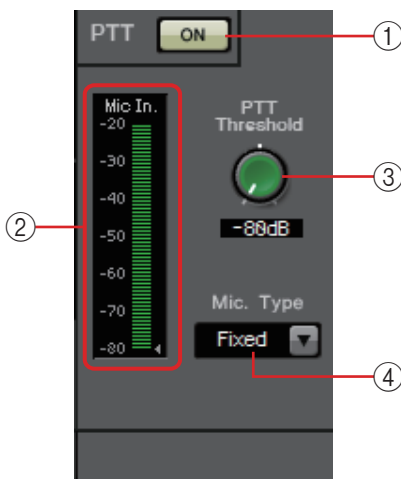 PTT ON ①
Mic In.
-20
-30
-40
-50
-60
-70
-80
②
PTT
Threshold
③
-80dB
Mic. Type
Fixed
④